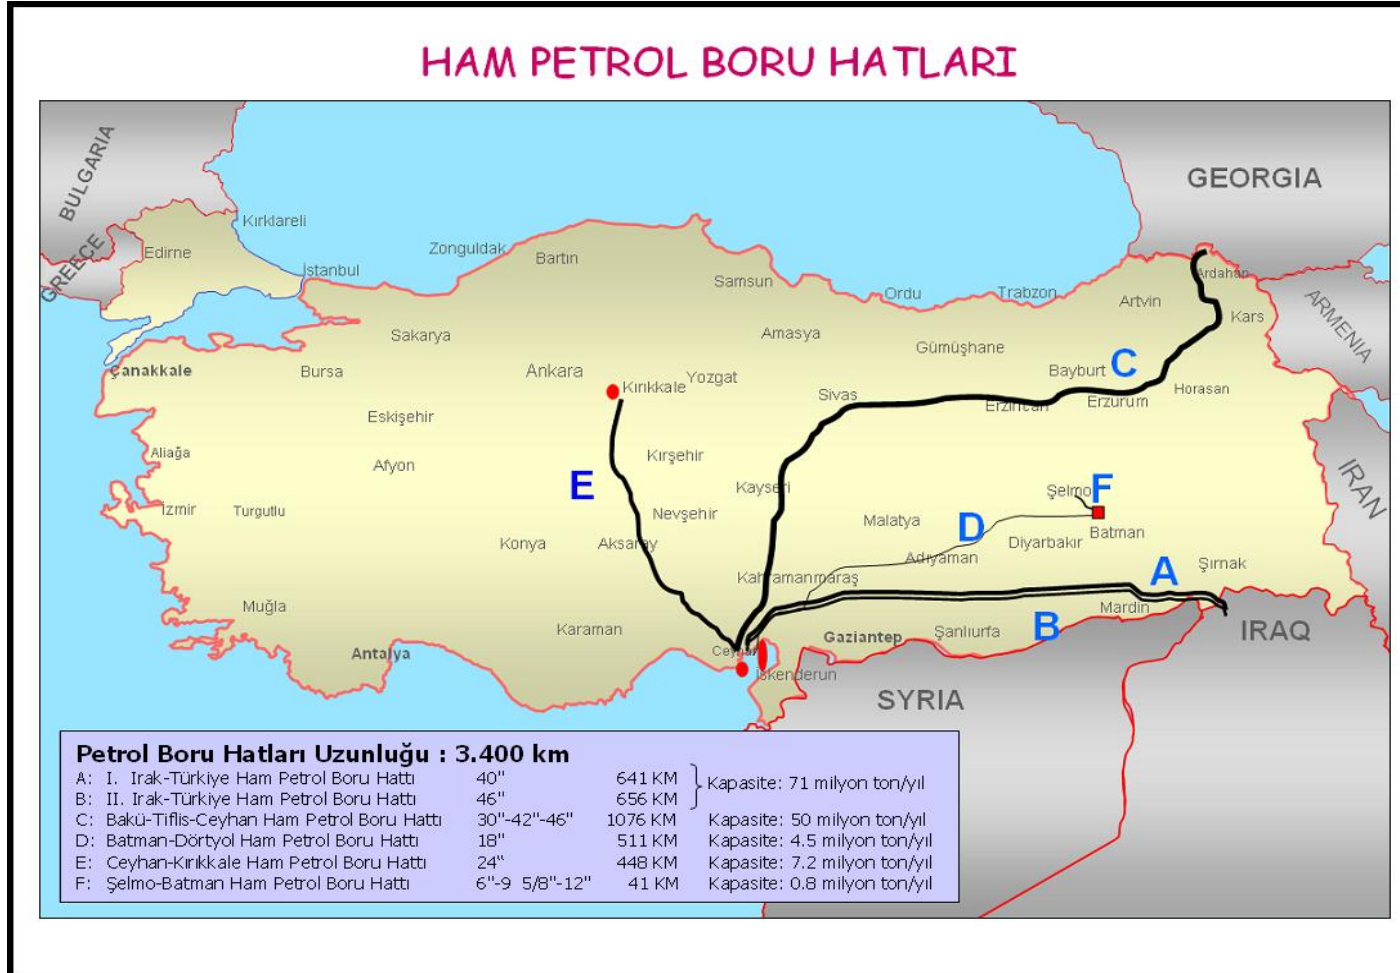 HAM PETROL BORU HATLARI
BULGARIA
GREECE
GEORGIA
ARMENIA
IRAN
IRAQ
SYRIA
Kırklareli
Edirne
İstanbul
Zonguldak
Bartın
Samsun
Ordu
Trabzon
Artvin
Ardahan
Kars
Sakarya
Amasya
Gümüşhane
Çanakkale
Bursa
Ankara
Kırıkkale
Yozgat
Sivas
Bayburt
C
Erzincan
Erzurum
Horasan
Eskişehir
Aliağa
Afyon
Kırşehir
E
Kayseri
Şelmo
F
İzmir
Turgutlu
Nevşehir
Malatya
D
Batman
Konya
Aksaray
Adıyaman
Diyarbakır
Kahramanmaraş
A
Şırnak
Muğla
Karaman
Mardin
B
Antalya
Ceyhan
Gaziantep
Şanlıurfa
İskenderun
Petrol Boru Hatları Uzunluğu : 3.400 km
A: I. Irak-Türkiye Ham Petrol Boru Hattı 40" 641 KM
Kapasite: 71 milyon ton/yıl
B: II. Irak-Türkiye Ham Petrol Boru Hattı 46" 656 KM
C: Bakü-Tiflis-Ceyhan Ham Petrol Boru Hattı 30"-42"-46" 1076 KM Kapasite: 50 milyon ton/yıl
D: Batman-Dörtyol Ham Petrol Boru Hattı 18" 511 KM Kapasite: 4.5 milyon ton/yıl
E: Ceyhan-Kırıkkale Ham Petrol Boru Hattı 24" 448 KM Kapasite: 7.2 milyon ton/yıl
F: Şelmo-Batman Ham Petrol Boru Hattı 6"-9 5/8"-12" 41 KM Kapasite: 0.8 milyon ton/yıl